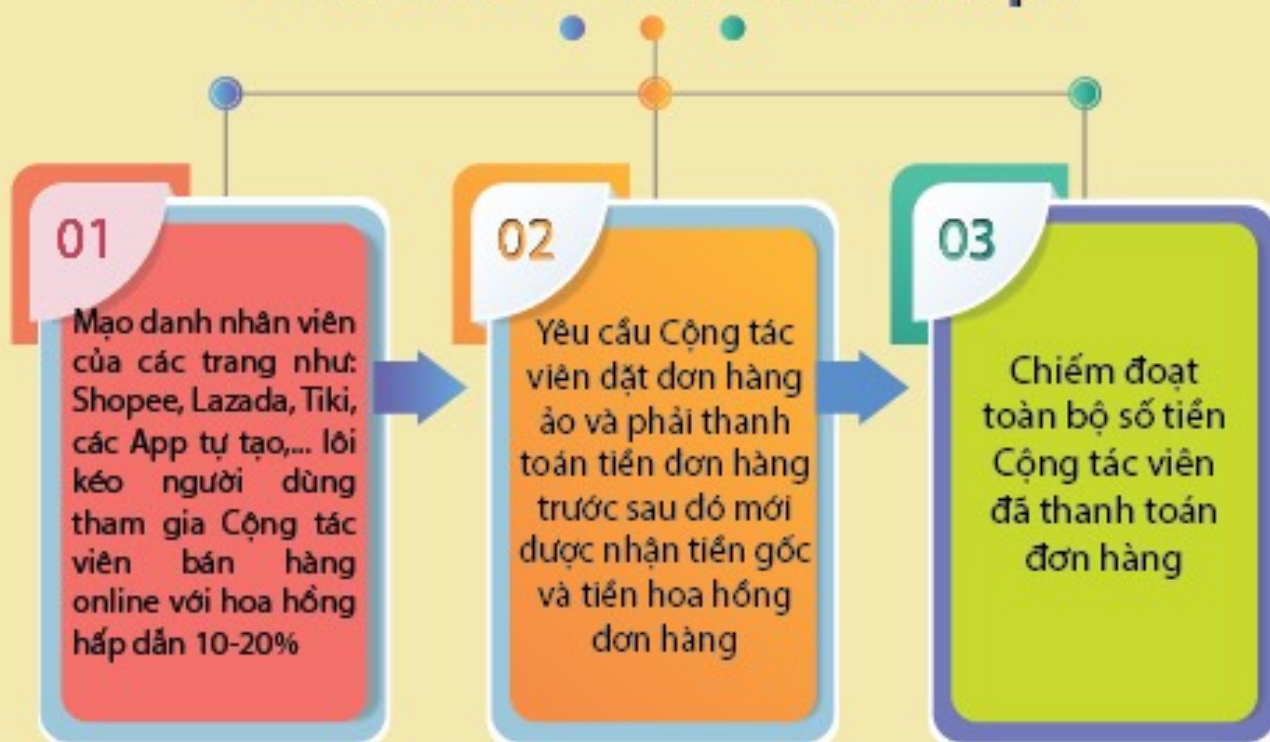 01
Mạo danh nhân viên
của các trang như:
Shopee, Lazada, Tiki,
các App tự tạo,... lôi
kéo người dùng
tham gia Cộng tác
viên bán hàng
online với hoa hồng
hấp dẫn 10-20%
02
Yêu cầu Cộng tác
viên đặt đơn hàng
ảo và phải thanh
toán tiền đơn hàng
trước sau đó mới
được nhận tiền gốc
và tiền hoa hồng
đơn hàng
03
Chiếm đoạt
toàn bộ số tiền
Cộng tác viên
đã thanh toán
đơn hàng